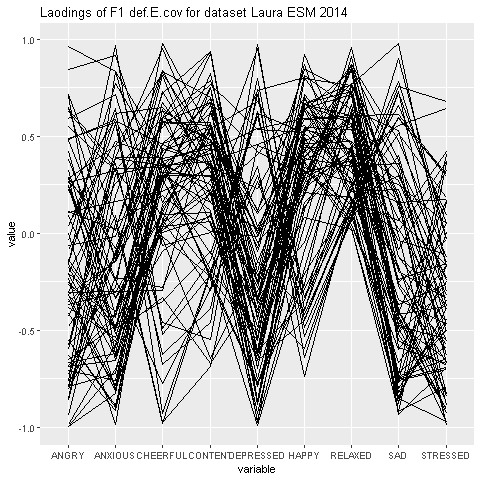 Laodings of F1 def.E.cov for dataset Laura ESM 2014
1.0
0.5
0.0
-0.5
-1.0
value
ANGRY ANXIOUS CHEERFUL CONTENT DEPRESSED HAPPY RELAXED SAD STRESSED
variable